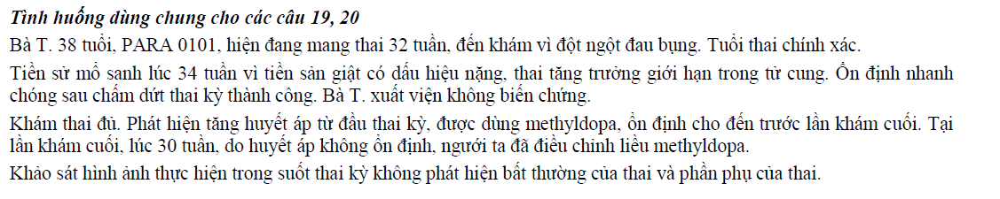 Tình huống dùng chung cho các câu 19, 20
Bà T. 38 tuổi, PARA 0101, hiện đang mang thai 32 tuần, đến khám vì đột ngột đau bụng. Tuổi thai chính xác.
Tiền sử mổ sanh lúc 34 tuần vì tiền sản giật có dấu hiệu nặng, thai tăng trưởng giới hạn trong tử cung. Ổn định nhanh
chóng sau chấm dứt thai kỳ thành công. Bà T. xuất viện không biến chứng.
Khám thai đủ. Phát hiện tăng huyết áp từ đầu thai kỳ, được dùng methyldopa, ổn định cho đến trước lần khám cuối. Tại
lần khám cuối, lúc 30 tuần, do huyết áp không ổn định, người ta đã điều chỉnh liều methyldopa.
Khảo sát hình ảnh thực hiện trong suốt thai kỳ không phát hiện bất thường của thai và phần phụ của thai.